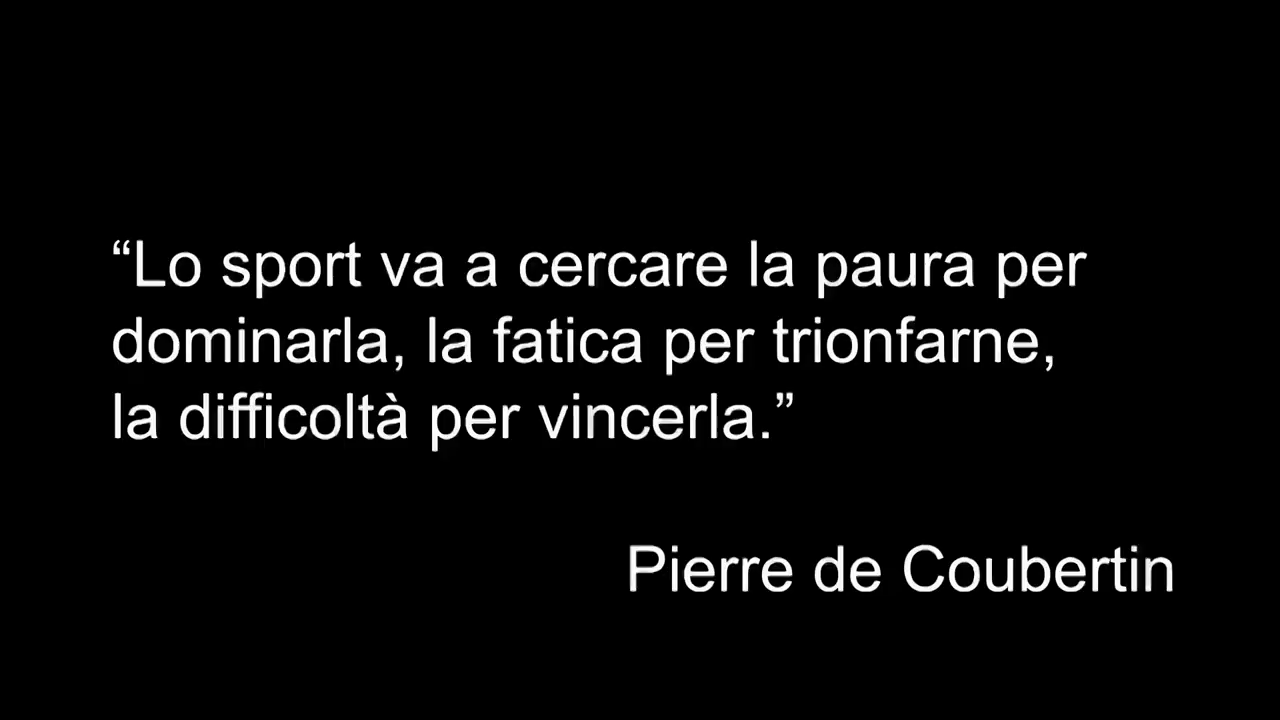 “Lo sport va a cercare la paura per
dominarla, la fatica per trionfarne,
la difficoltà per vincerla.”
Pierre de Coubertin